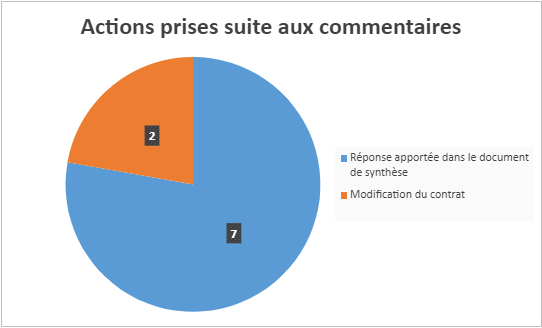 Actions prises suite aux commentaires
2
7
Réponse apportée dans le document
de synthèse
Modification du contrat